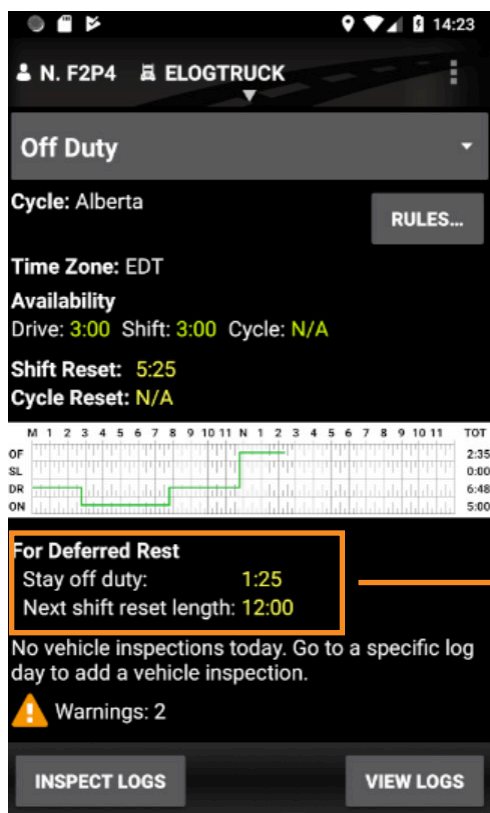 14:23
N. F2P4 ELOGTRUCK
Off Duty
Cycle: Alberta
RULES...
Time Zone: EDT
Availability
Drive: 3:00 Shift: 3:00 Cycle: N/A
Shift Reset: 5:25
Cycle Reset: N/A
M 1 2 3 4 5 6 7 8 9 10 11 N 1 2 3 4 5 6 7 8 9 10 11 TOT
OF 2:35
SL 0:00
DR 6:48
ON 5:00
For Deferred Rest
Stay off duty: 1:25
Next shift reset length: 12:00
No vehicle inspections today. Go to a specific log
day to add a vehicle inspection.
Warnings: 2
INSPECT LOGS VIEW LOGS